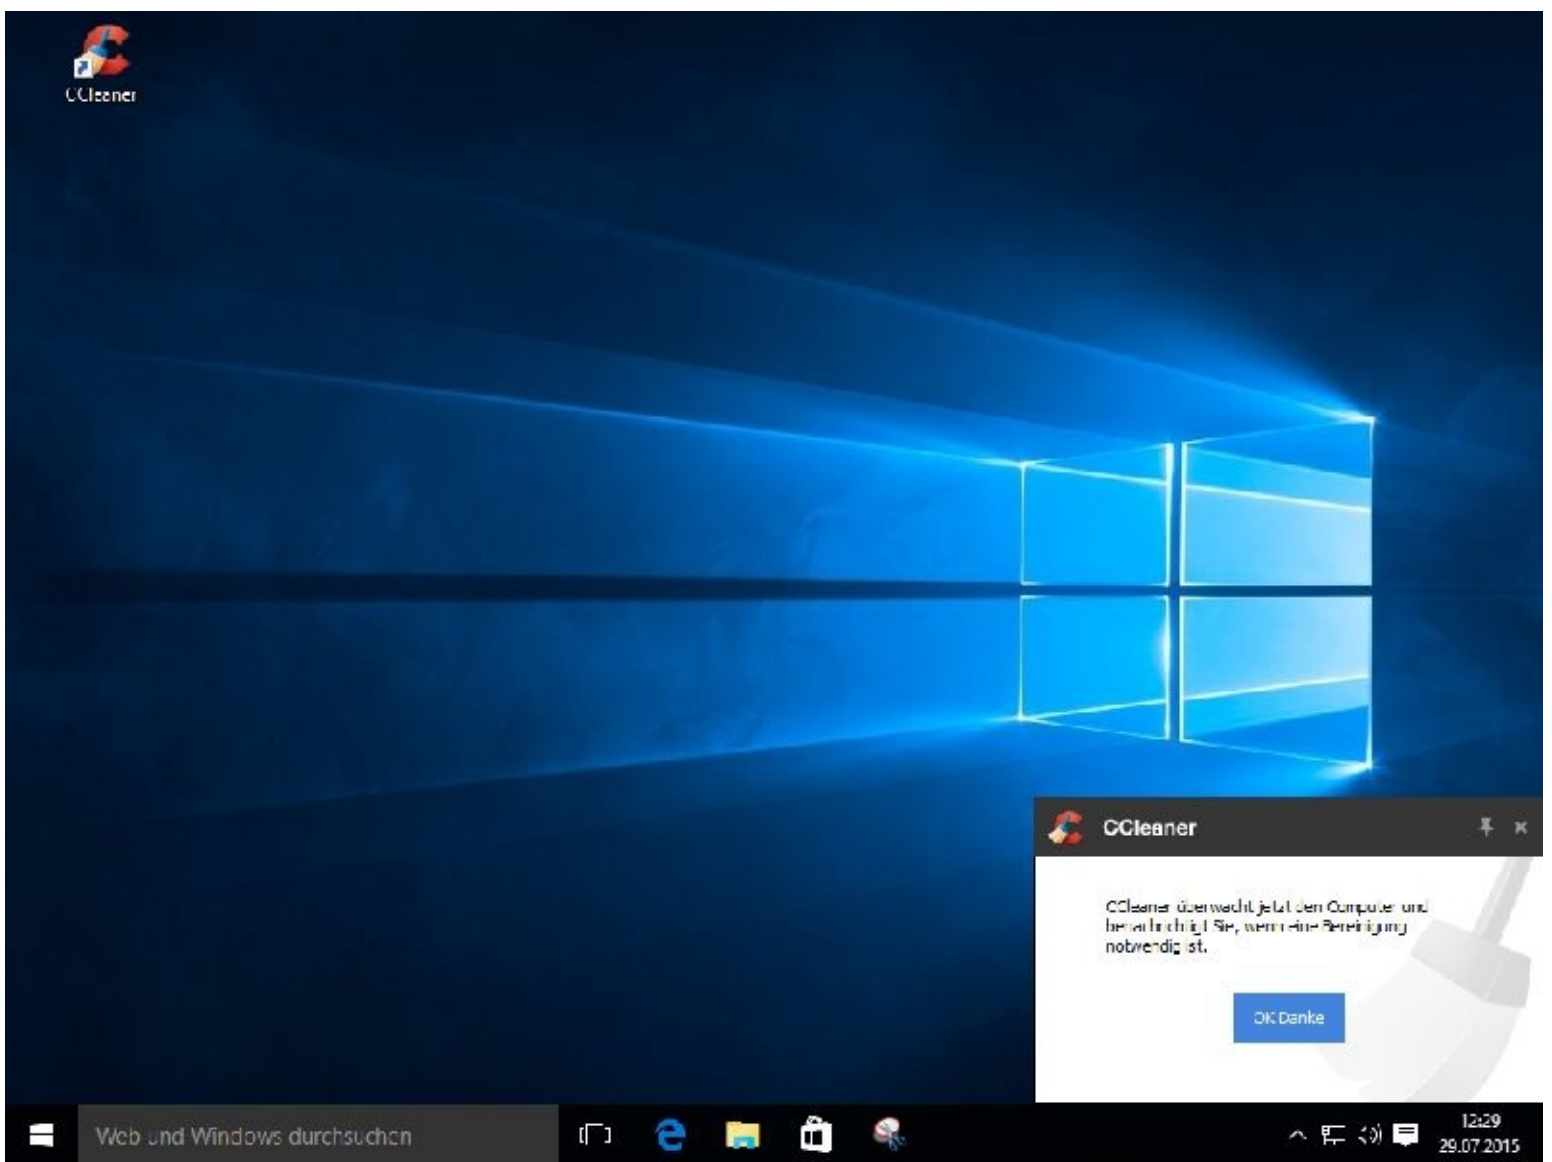 CCleaner
CCleaner
CCleaner überwacht jetzt den Computer und
benachrichtigt Sie, wenn eine Bereinigung
notwendig ist.
OK Danke
Web und Windows durchsuchen
12:29
29.07.2015